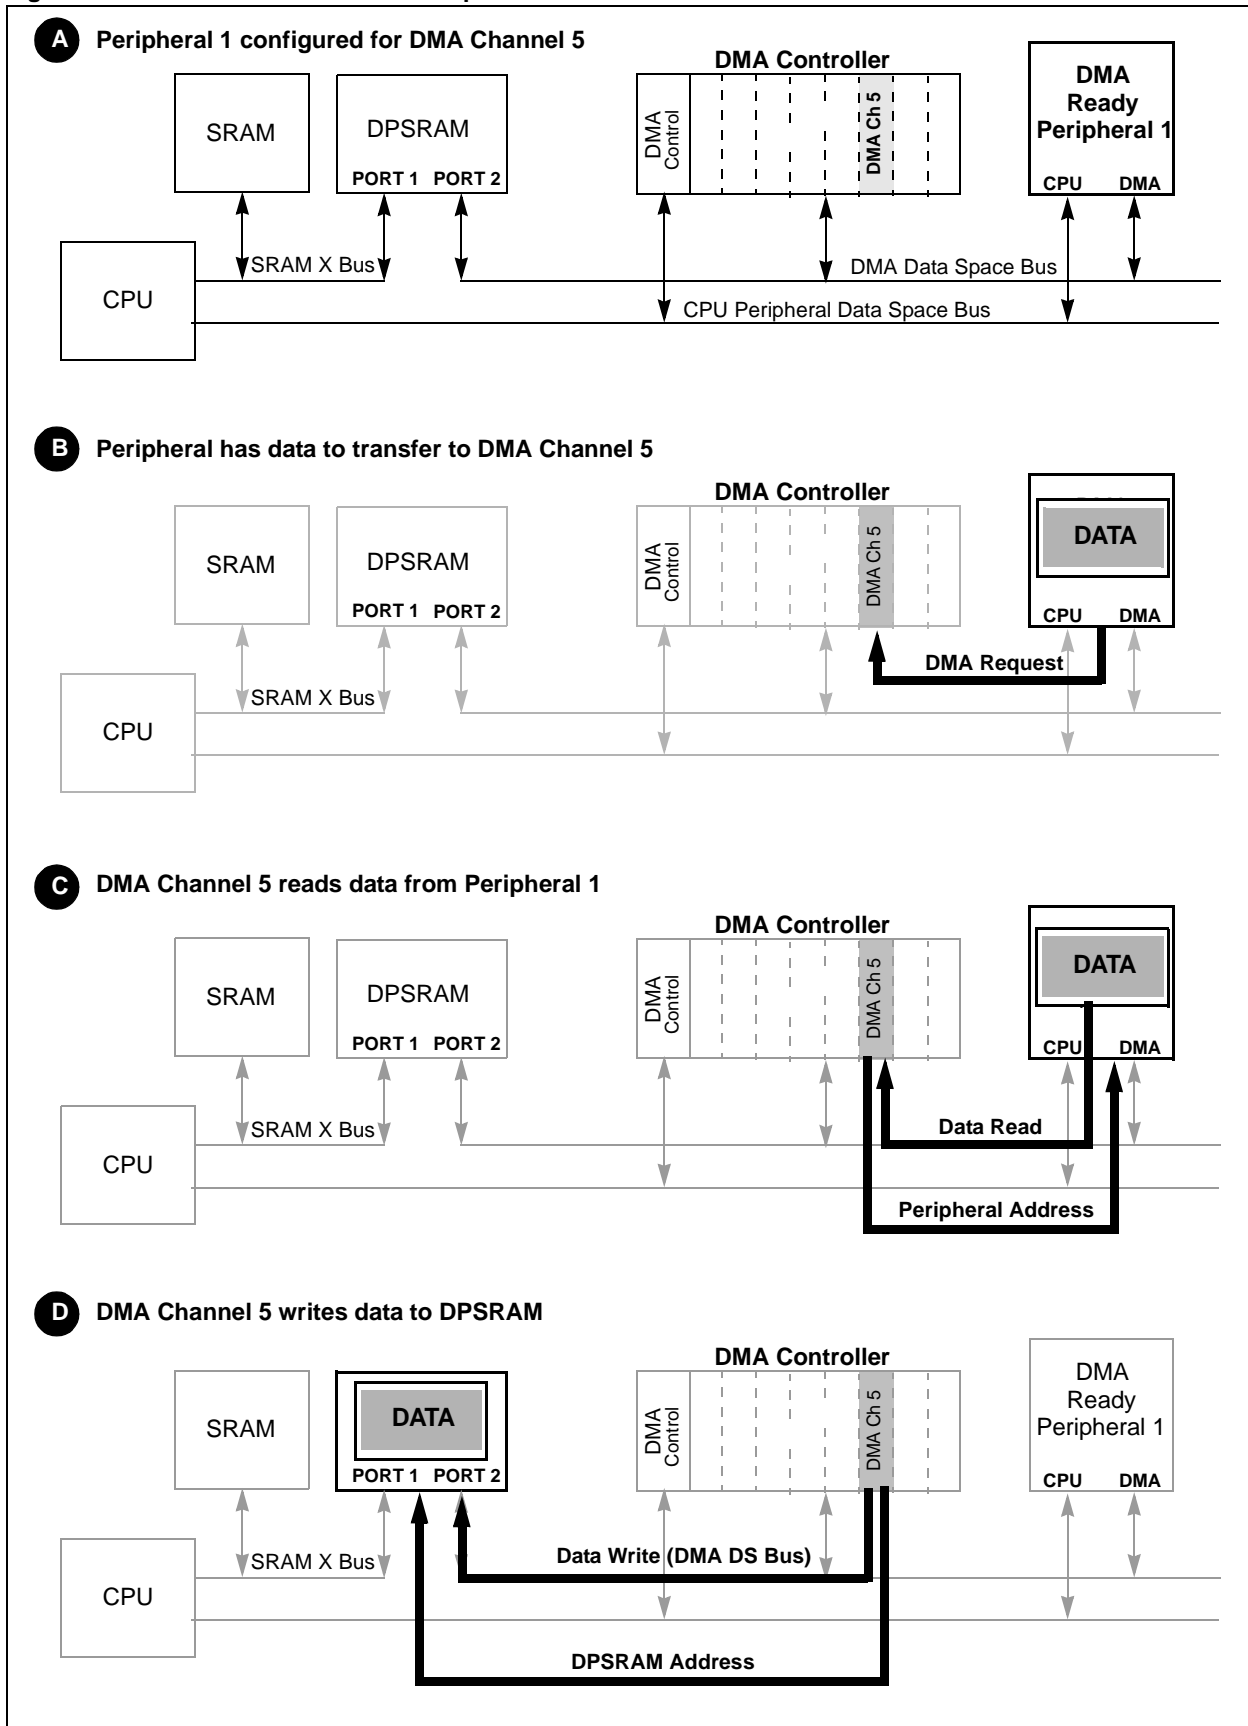 A Peripheral 1 configured for DMA Channel 5
DMA Controller
SRAM
DPSRAM
PORT 1 PORT 2
DMA
Control
DMA Ch 5
DMA
Ready
Peripheral 1
CPU DMA
SRAM X Bus
DMA Data Space Bus
CPU
CPU Peripheral Data Space Bus
B Peripheral has data to transfer to DMA Channel 5
DMA Controller
SRAM
DPSRAM
PORT 1 PORT 2
DMA
Control
DMA Ch 5
DATA
CPU DMA
DMA Request
SRAM X Bus
CPU
C DMA Channel 5 reads data from Peripheral 1
DMA Controller
SRAM
DPSRAM
PORT 1 PORT 2
DMA
Control
DMA Ch 5
DATA
CPU DMA
SRAM X Bus
Data Read
CPU
Peripheral Address
D DMA Channel 5 writes data to DPSRAM
DMA Controller
SRAM
DATA
PORT 1 PORT 2
DMA
Control
DMA Ch 5
DMA
Ready
Peripheral 1
CPU DMA
SRAM X Bus
Data Write (DMA DS Bus)
CPU
DPSRAM Address